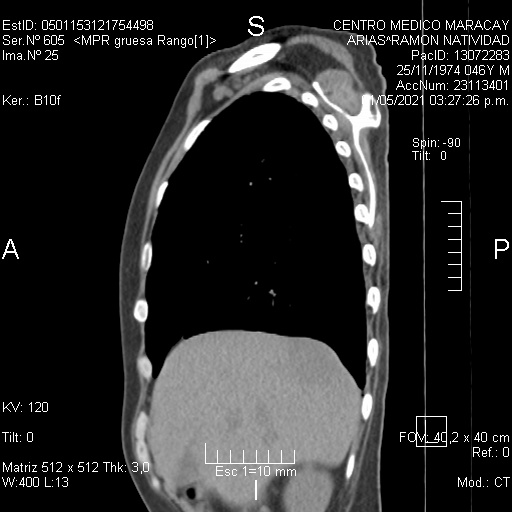 EstID: 0501153121754498
Ser.Nº 605 <MPR gruesa Rango[1]>
Ima.Nº 25
Ker.: B10f
S
CENTRO MEDICO MARACAY
ARIAS^RAMON NATIVIDAD
PacID: 13072283
25/11/1974 046Y M
AccNum: 23113401
/05/2021 03:27:26 p.m.
Spin: -90
Tilt: 0
A
P
KV: 120
Tilt: 0
Matriz 512 x 512 Thk: 3,0
W:400 L:13
Esc 1=10 mm
I
FOV: 40,2 x 40 cm
Ref.: 0
Mod.: CT